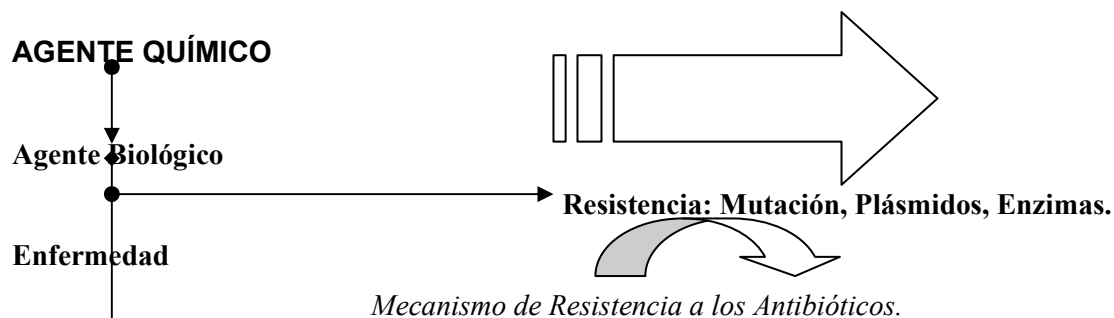 AGENTE QUÍMICO
Agente Biológico
Resistencia: Mutación, Plásmidos, Enzimas.
Enfermedad
Mecanismo de Resistencia a los Antibióticos.